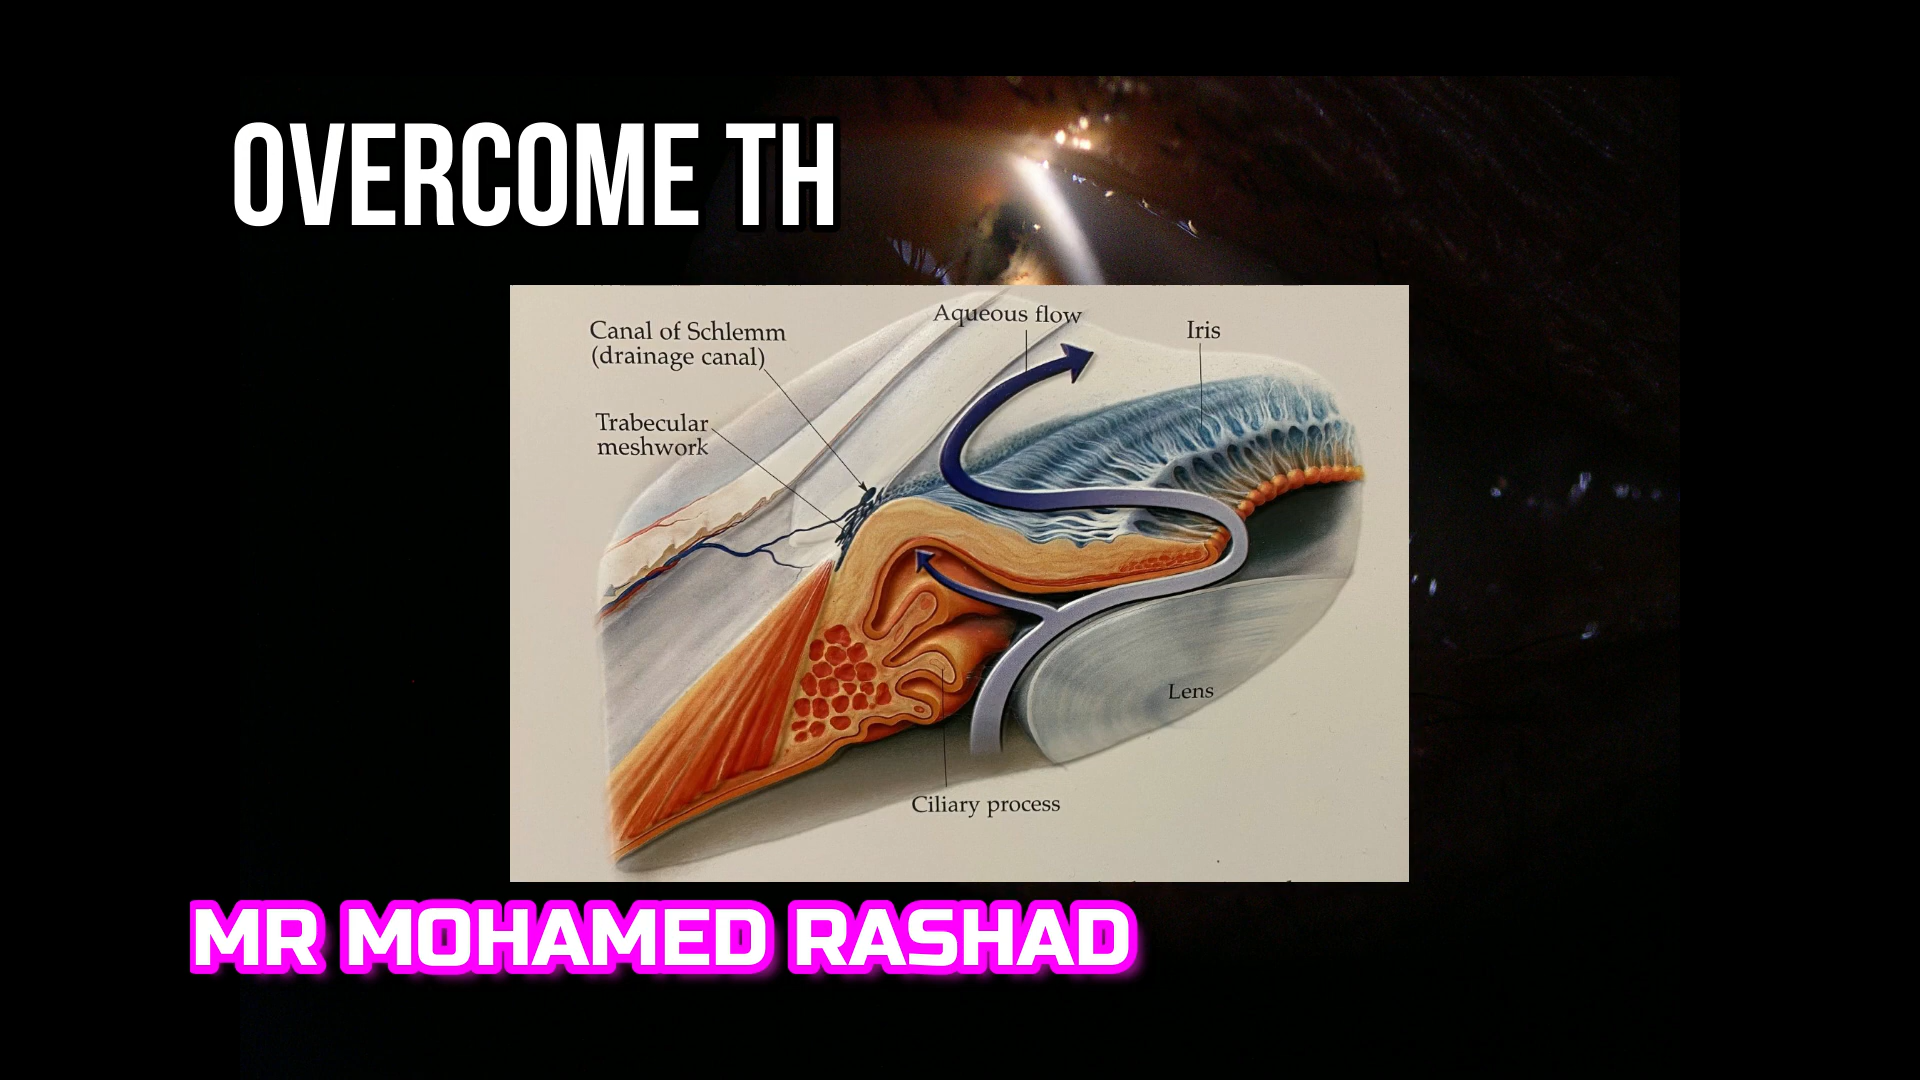 OVERCOME TH
Aqueous flow
Canal of Schlemm
(drainage canal)
Iris
Trabecular
meshwork
Lens
Ciliary process
MR MOHAMED RASHAD